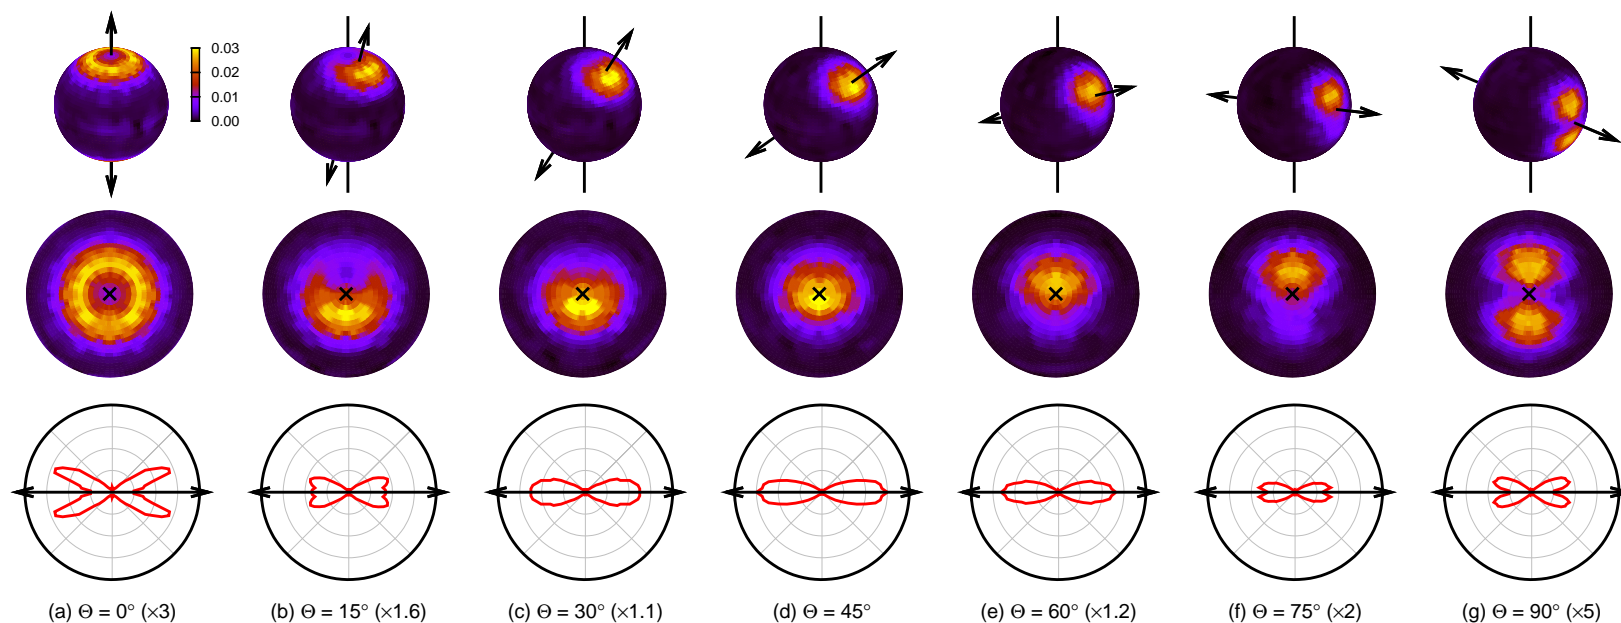 0.03
0.02
0.01
0.00
(a) Θ = 0° (×3)
(b) Θ = 15° (×1.6)
(c) Θ = 30° (×1.1)
(d) Θ = 45°
(e) Θ = 60° (×1.2)
(f) Θ = 75° (×2)
(g) Θ = 90° (×5)